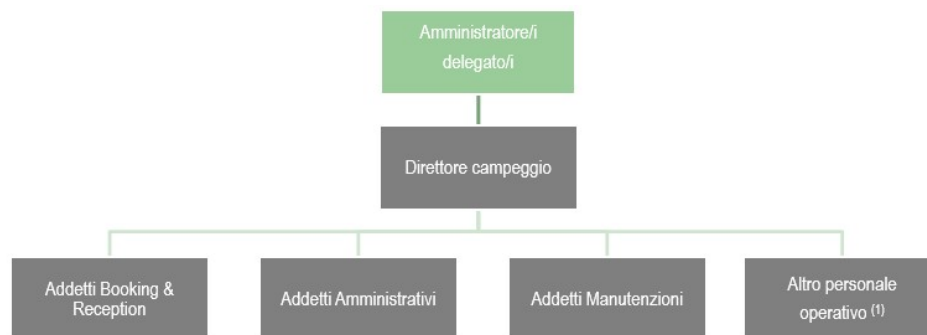 Amministratore/i
delegato/i
Direttore campeggio
Addetti Booking &
Reception
Addetti Amministrativi
Addetti Manutenzioni
Altro personale
operativo (1)